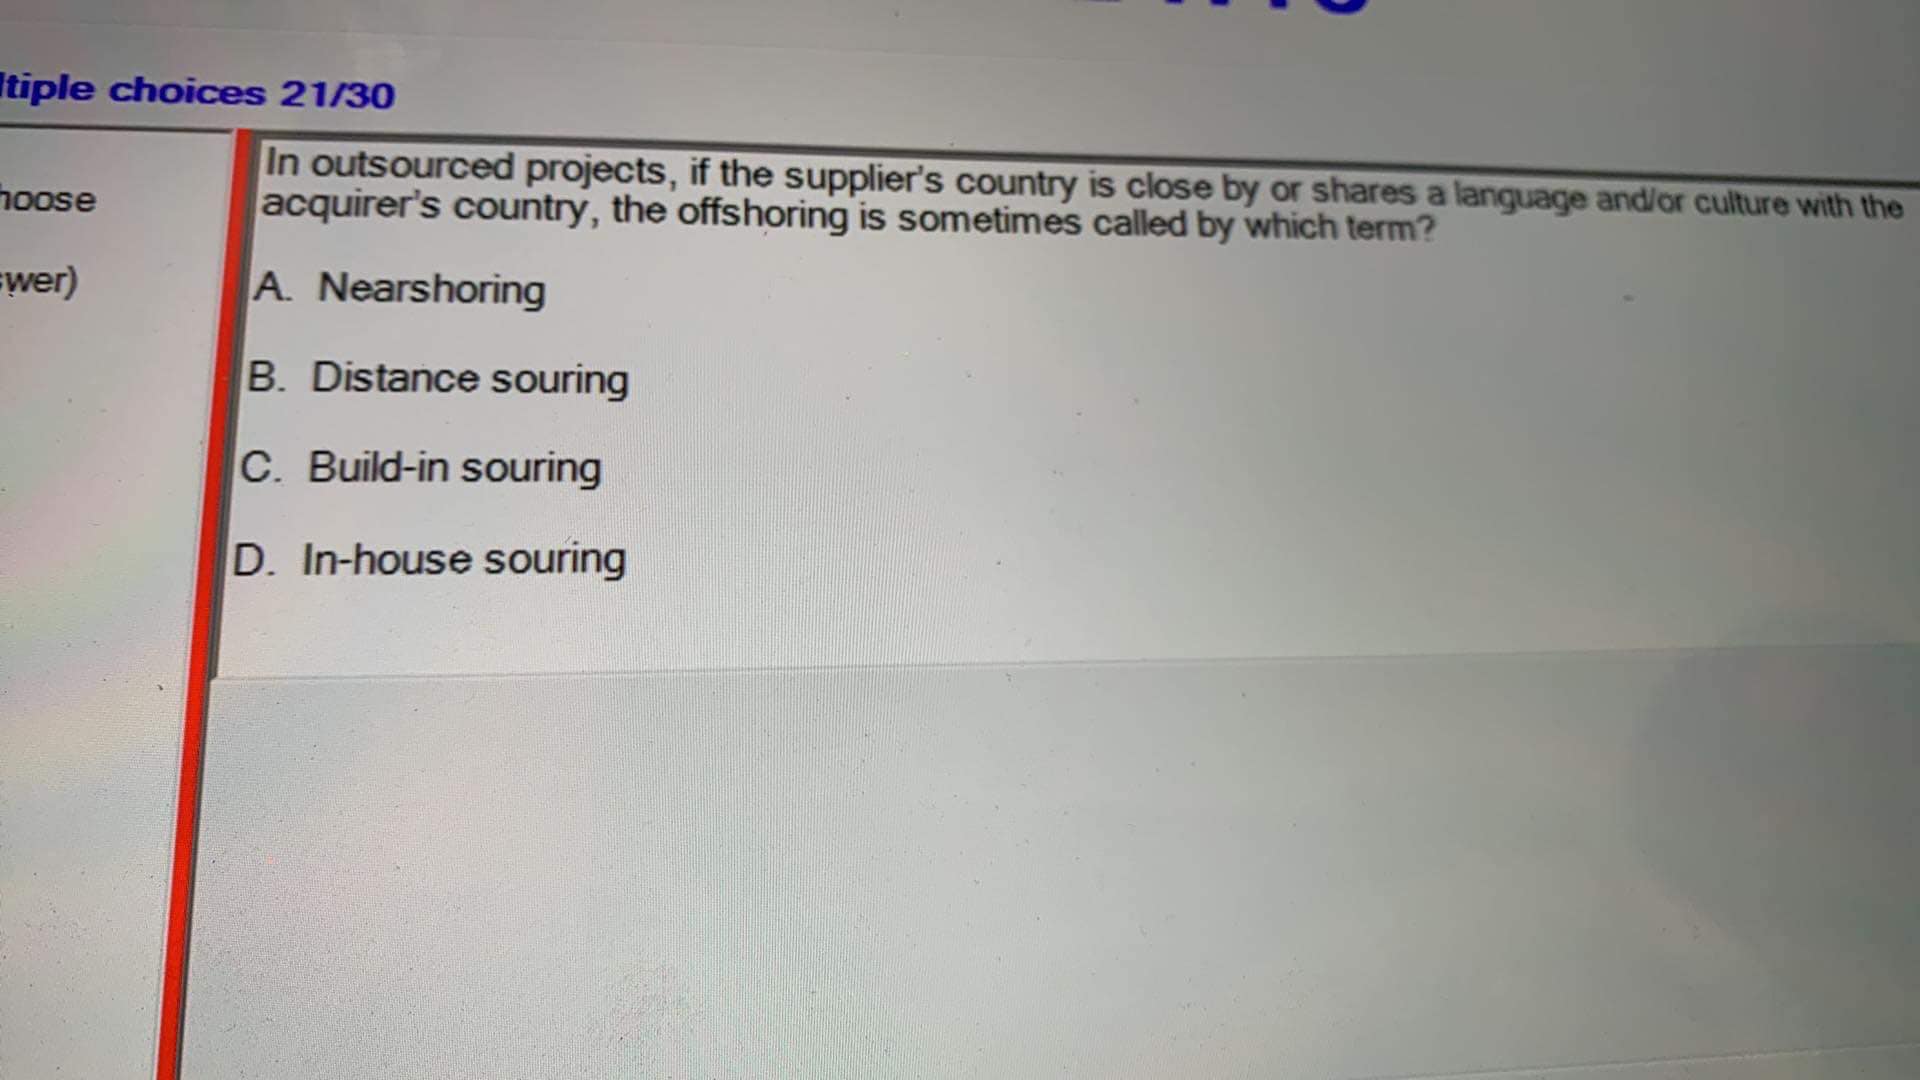 tiple choices 21/30
In outsourced projects, if the supplier's country is close by or shares a language and/or culture with the
hoose
acquirer's country, the offshoring is sometimes called by which term?
wer)
A. Nearshoring
B. Distance souring
C. Build-in souring
D. In-house souring